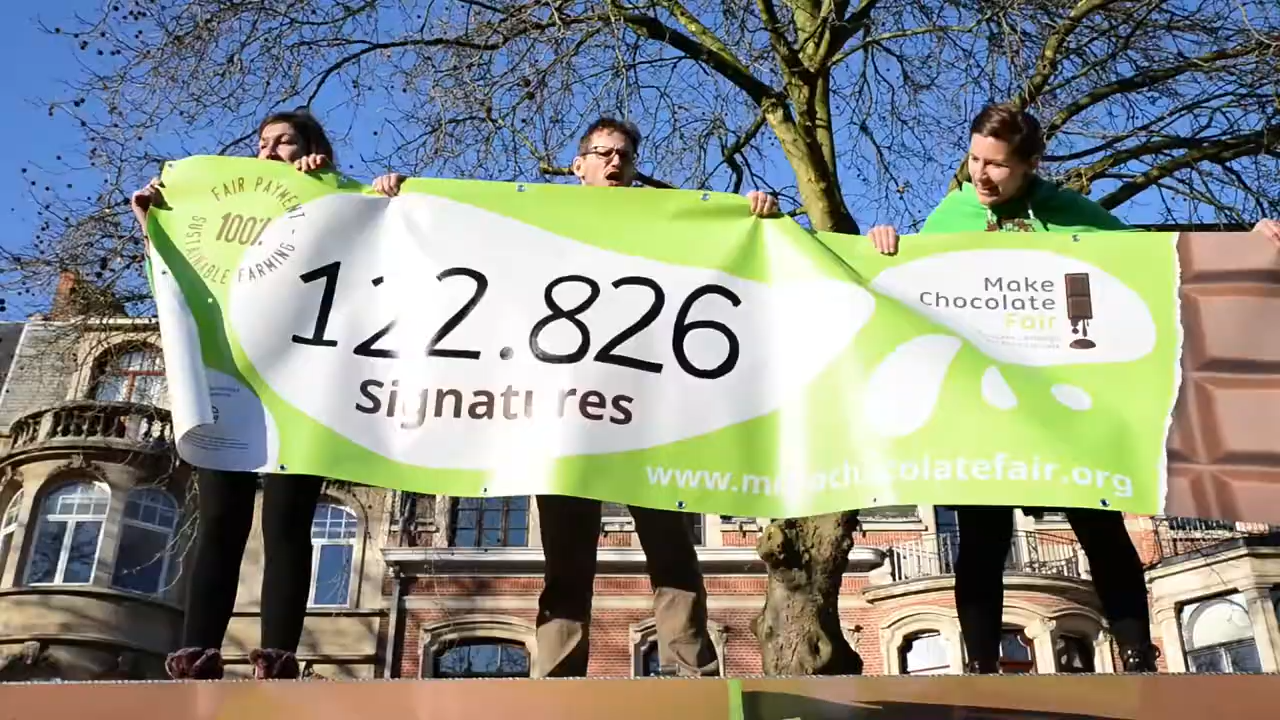 FAIR PAYMENT -
100%
SUSTAINABLE FARMING -
122.826
Signatures
Make
Chocolate
Fair
www.makechocolatefair.org